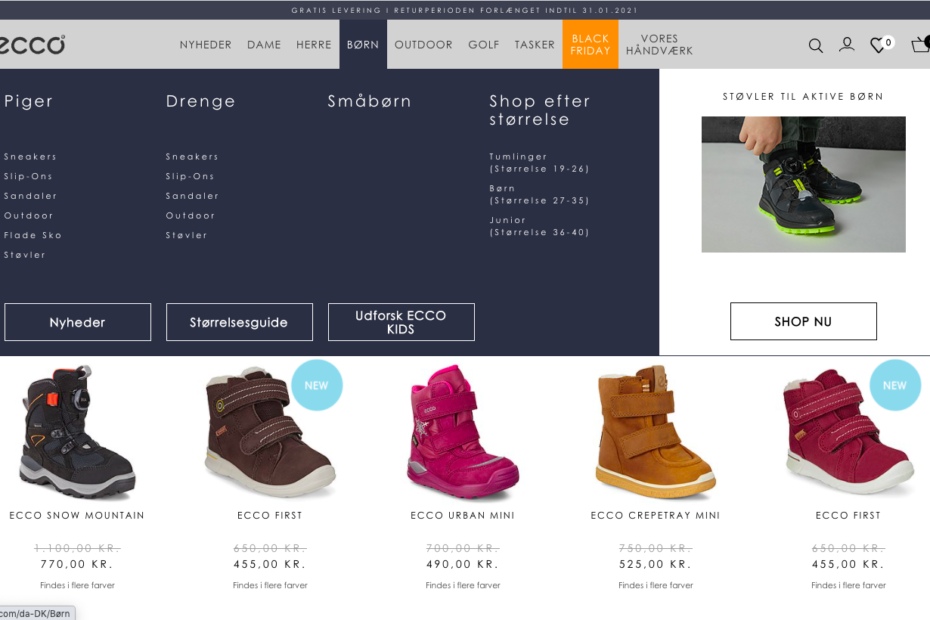 GRATIS LEVERING I RETURPERIODEN FORLÆNGET INDTIL 31.01.2021
ecco
NYHEDER DAME HERRE BØRN OUTDOOR GOLF TASKER BLACK FRIDAY VORES HÅNDVÆRK 0
Piger
Sneakers
Slip-Ons
Sandaler
Outdoor
Flade Sko
Støvler
Nyheder
Drenge
Sneakers
Slip-Ons
Sandaler
Outdoor
Støvler
Størrelsesguide
Småbørn
Udforsk ECCO
KIDS
Shop efter
størrelse
Tumlinger
(Størrelse 19-26)
Børn
(Størrelse 27-35)
Junior
(Størrelse 36-40)
STØVLER TIL AKTIVE BØRN
SHOP NU
ECCO SNOW MOUNTAIN
1.100,00 KR.
770,00 KR.
Findes i flere farver
NEW
ECCO FIRST
650,00 KR.
455,00 KR.
Findes i flere farver
ECCO URBAN MINI
700,00 KR.
490,00 KR.
Findes i flere farver
ECCO CREPETRAY MINI
750,00 KR.
525,00 KR.
Findes i flere farver
NEW
ECCO FIRST
650,00 KR.
455,00 KR.
Findes i flere farver
com/da-DK/Børn